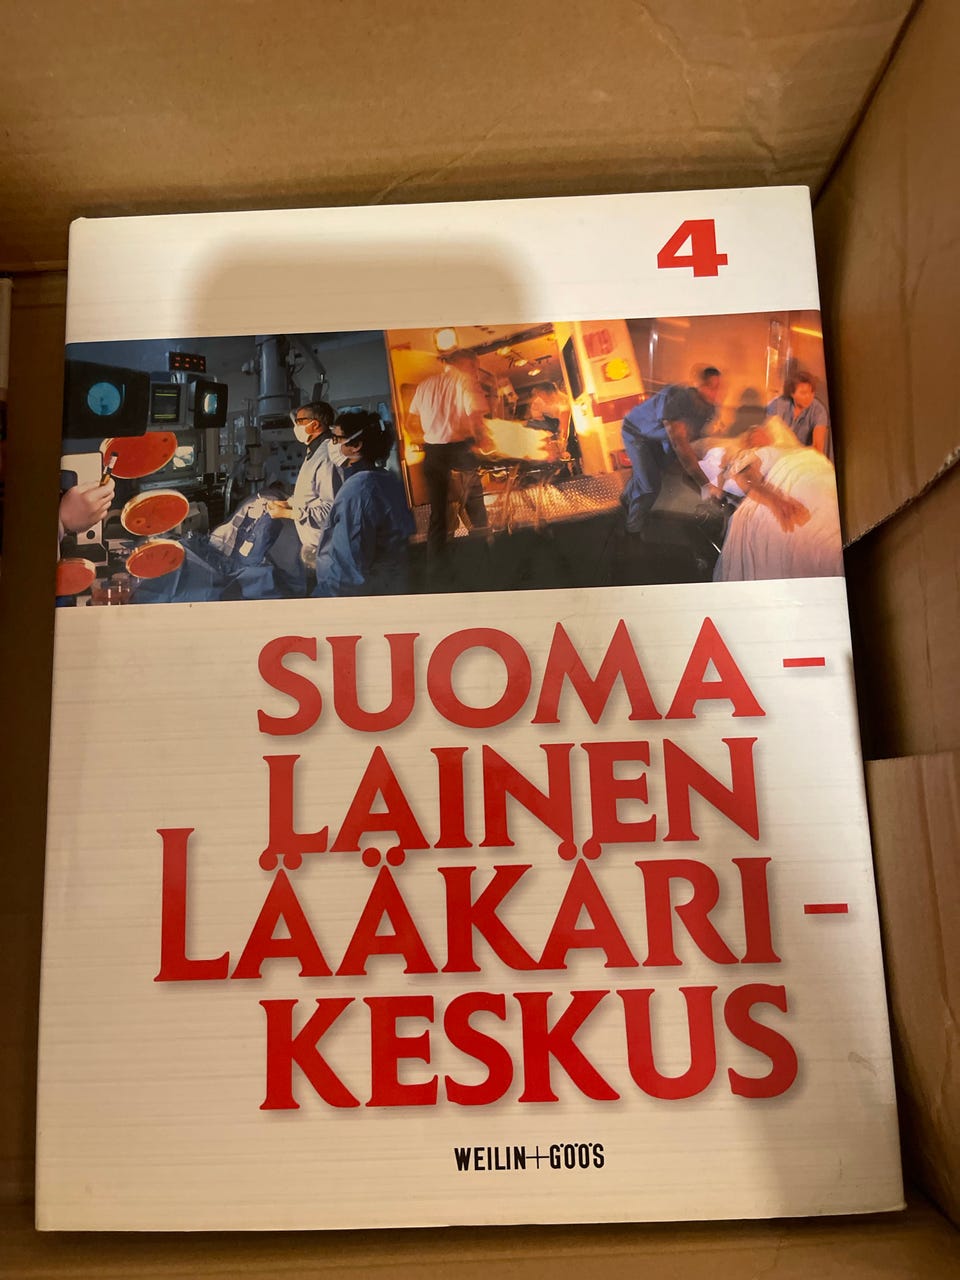 4
SUOMA-
LAINEN
LÄÄKÄRI-
KESKUS
WEILIN+GÖÖS